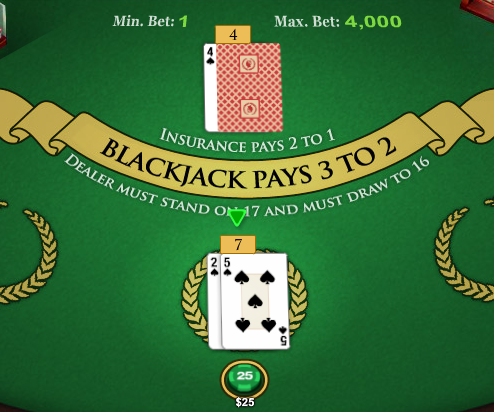 Min. Bet: 1 Max. Bet: 4,000
4
4
INSURANCE PAYS 2 TO 1
BLACKJACK PAYS 3 TO 2
DEALER MUST STAND ON 17 AND MUST DRAW TO 16
7
2 5
5
25
$25